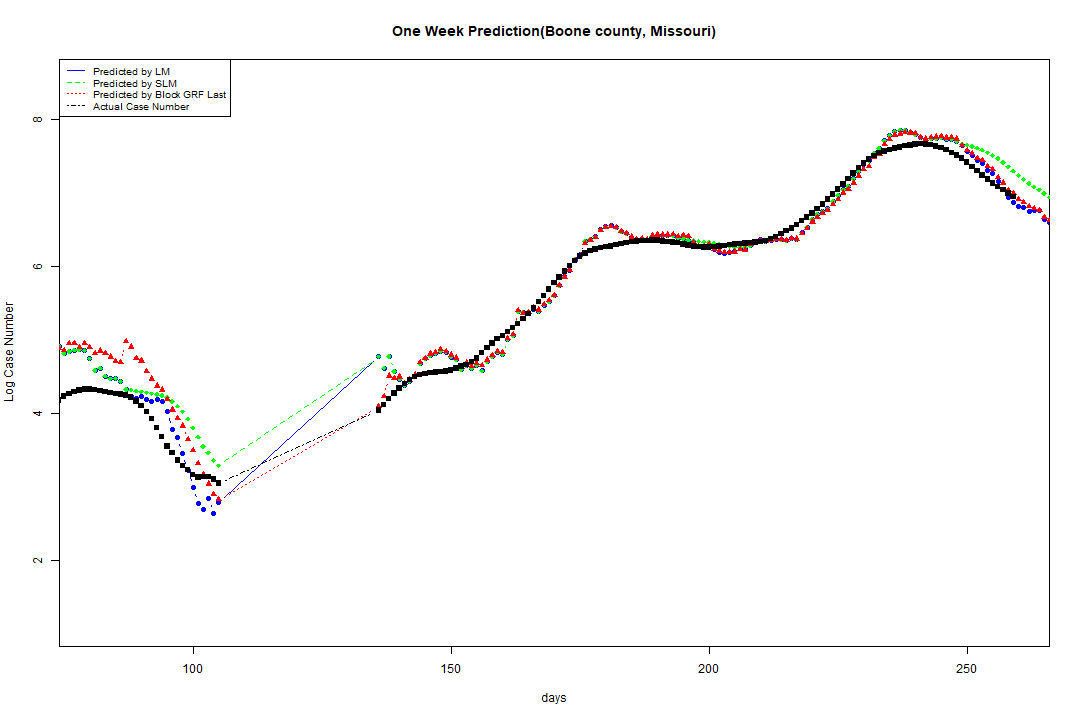 One Week Prediction(Boone county, Missouri)
Predicted by LM
Predicted by SLM
Predicted by Block GRF Last
Actual Case Number
8
6
4
2
Log Case Number
100 150 200 250
days